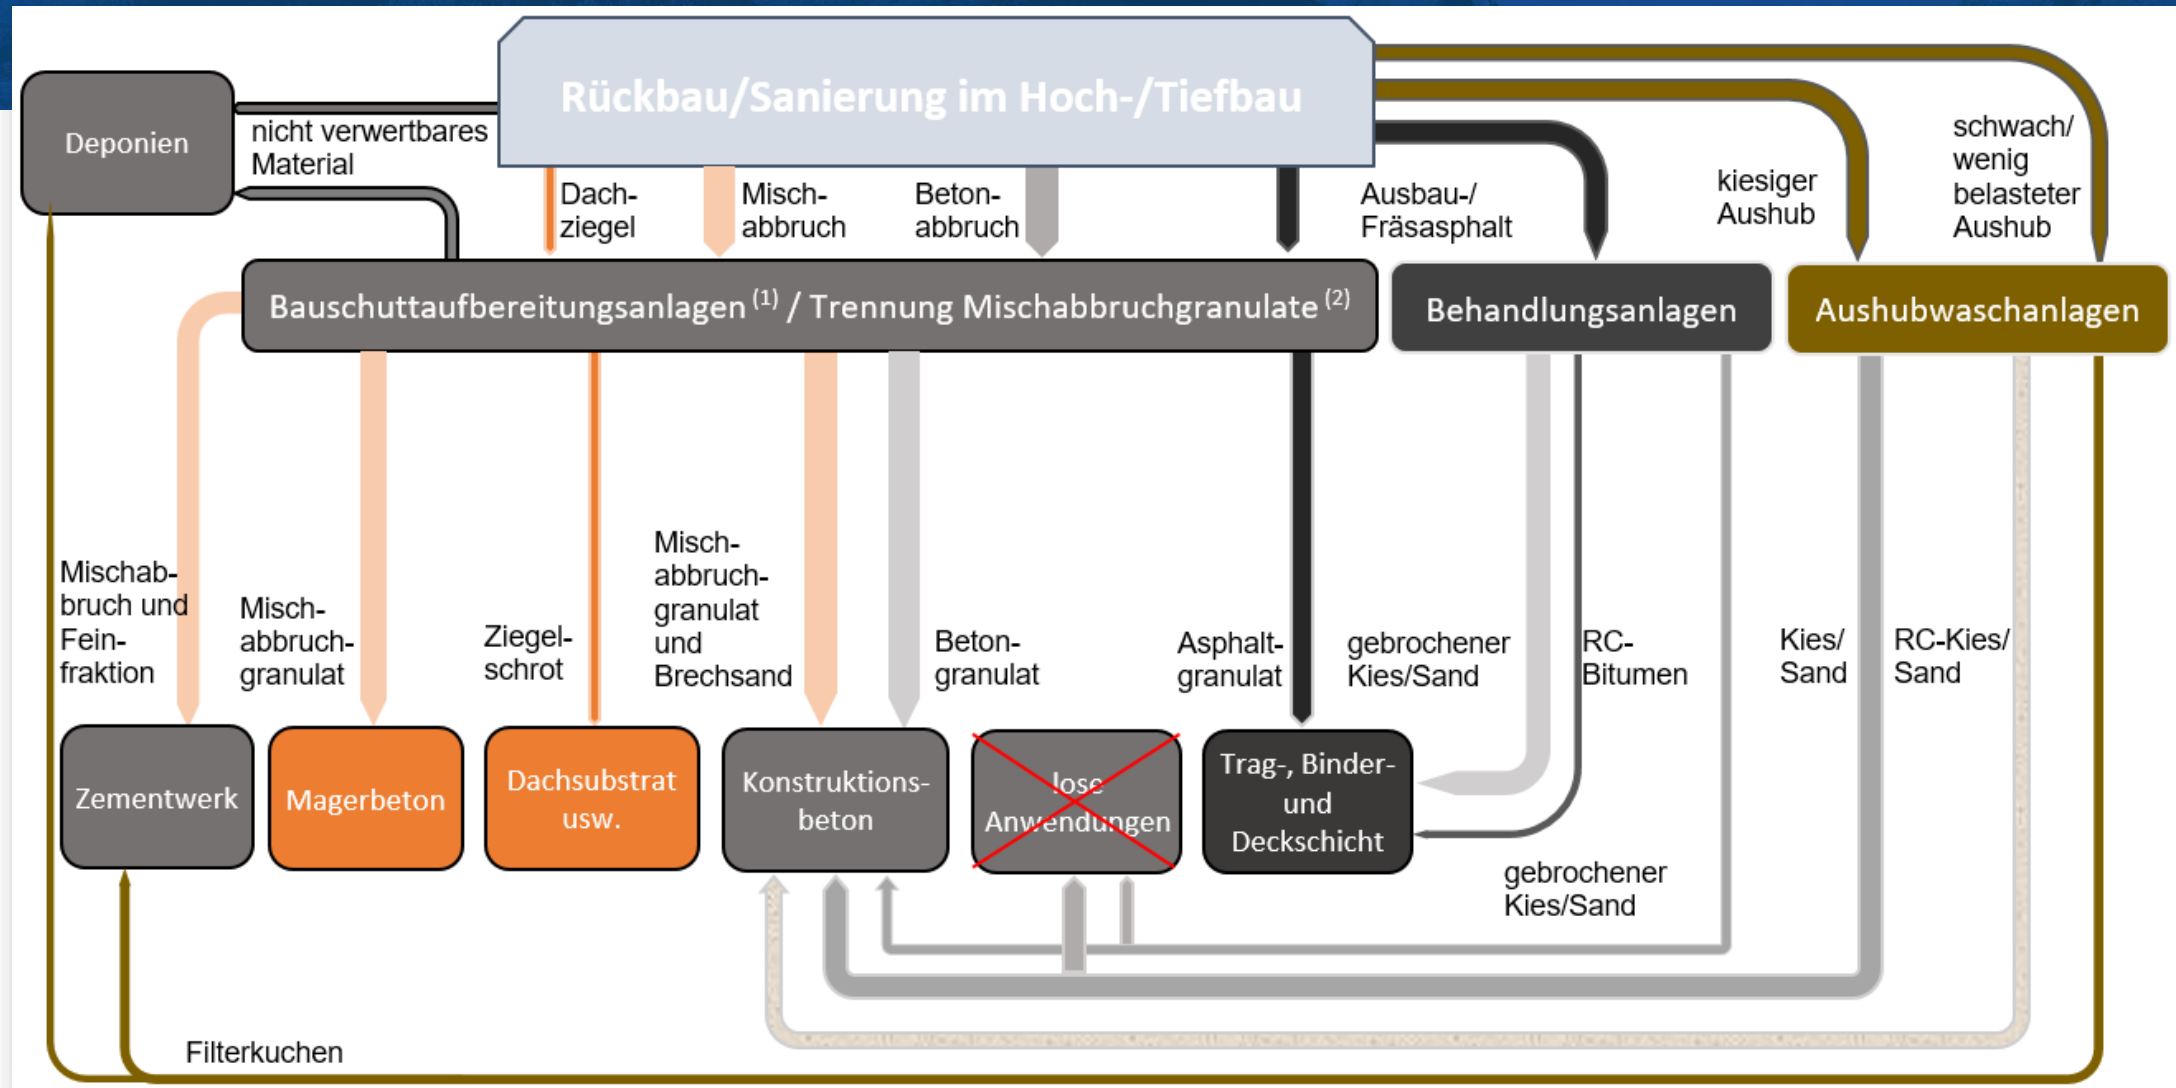 Rückbau/Sanierung im Hoch-/Tiefbau
Deponien
nicht verwertbares
Material
Dach-
ziegel
Misch-
abbruch
Beton-
abbruch
Ausbau-/
Fräsasphalt
kiesiger
Aushub
schwach/
wenig
belasteter
Aushub
Bauschuttaufbereitungsanlagen (1) / Trennung Mischabbruchgranulate (2)
Behandlungsanlagen
Aushubwaschanlagen
Mischab-
bruch und
Fein-
fraktion
Misch-
abbruch-
granulat
Ziegel-
schrot
Misch-
abbruch-
granulat
und
Brechsand
Beton-
granulat
Asphalt-
granulat
gebrochener
Kies/Sand
RC-
Bitumen
Kies/
Sand
RC-Kies/
Sand
Zementwerk
Magerbeton
Dachsubstrat
usw.
Konstruktions-
beton
lose
Anwendungen
Trag-, Binder-
und
Deckschicht
gebrochener
Kies/Sand
Filterkuchen